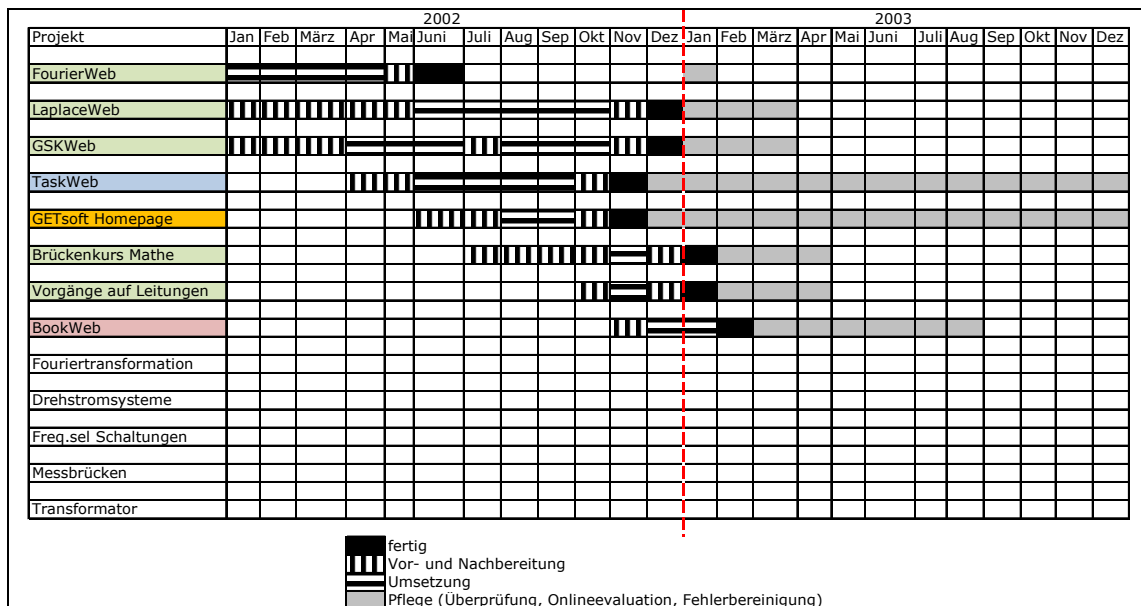 2002 2003
Projekt Jan Feb März Apr Mai Juni Juli Aug Sep Okt Nov Dez Jan Feb März Apr Mai Juni Juli Aug Sep Okt Nov Dez
FourierWeb
LaplaceWeb
GSKWeb
TaskWeb
GETsoft Homepage
Brückenkurs Mathe
Vorgänge auf Leitungen
BookWeb
Fouriertransformation
Drehstromsysteme
Freq.sel Schaltungen
Messbrücken
Transformator
fertig
Vor- und Nachbereitung
Umsetzung
Pflege (Überprüfung, Onlineevaluation, Fehlerbereinigung)